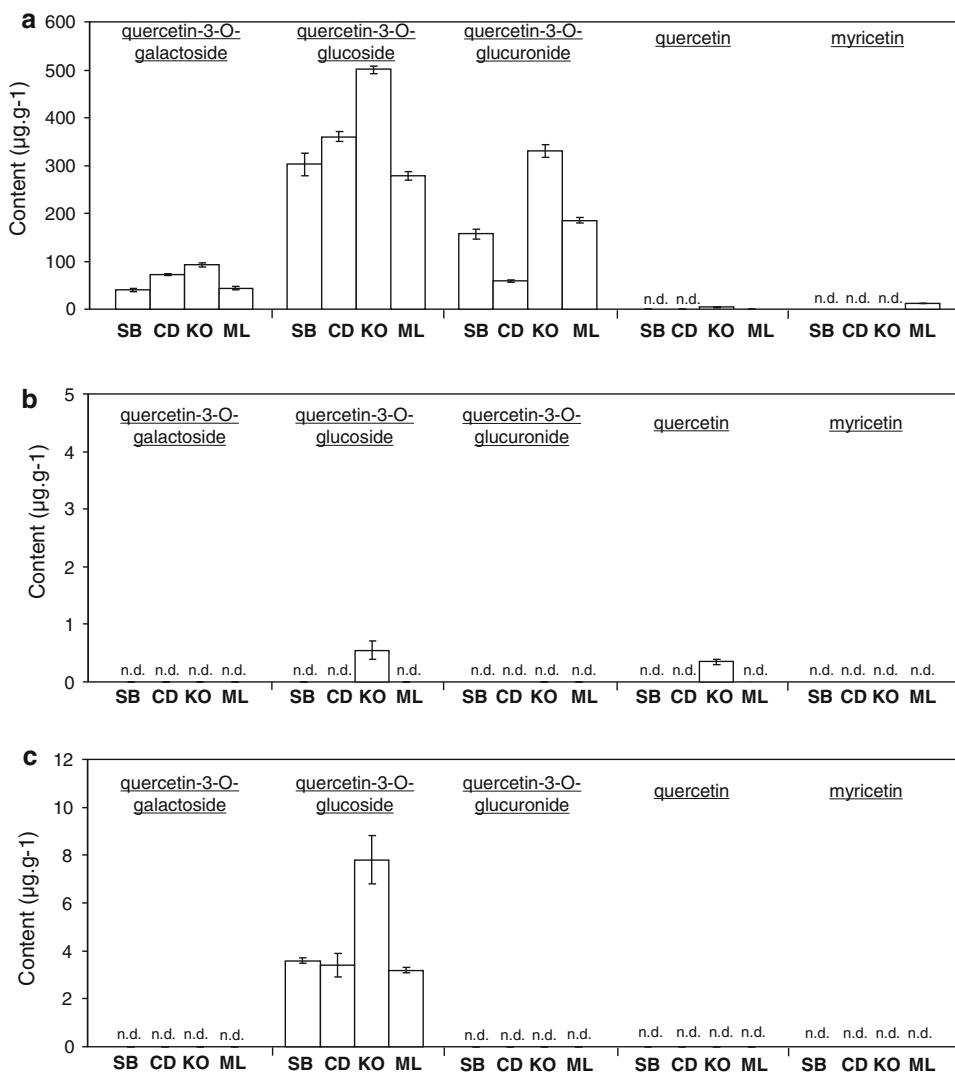 a
quercetin-3-O- quercetin-3-O- quercetin-3-O- quercetin myricetin
galactoside glucoside glucuronide
600
500
400
300
200
100
0
Content (µg.g-1)
n.d. n.d. n.d. n.d. n.d.
SB CD KO ML SB CD KO ML SB CD KO ML SB CD KO ML SB CD KO ML
b
quercetin-3-O- quercetin-3-O- quercetin-3-O- quercetin myricetin
galactoside glucoside glucuronide
5
4
3
2
1
0
Content (µg.g-1)
n.d. n.d. n.d. n.d. n.d. n.d. n.d. n.d. n.d. n.d. n.d. n.d. n.d. n.d. n.d. n.d. n.d. n.d.
SB CD KO ML SB CD KO ML SB CD KO ML SB CD KO ML SB CD KO ML
c
quercetin-3-O- quercetin-3-O- quercetin-3-O- quercetin myricetin
galactoside glucoside glucuronide
12
10
8
6
4
2
0
Content (µg.g-1)
n.d. n.d. n.d. n.d. n.d. n.d. n.d. n.d. n.d. n.d. n.d. n.d. n.d. n.d. n.d. n.d.
SB CD KO ML SB CD KO ML SB CD KO ML SB CD KO ML SB CD KO ML